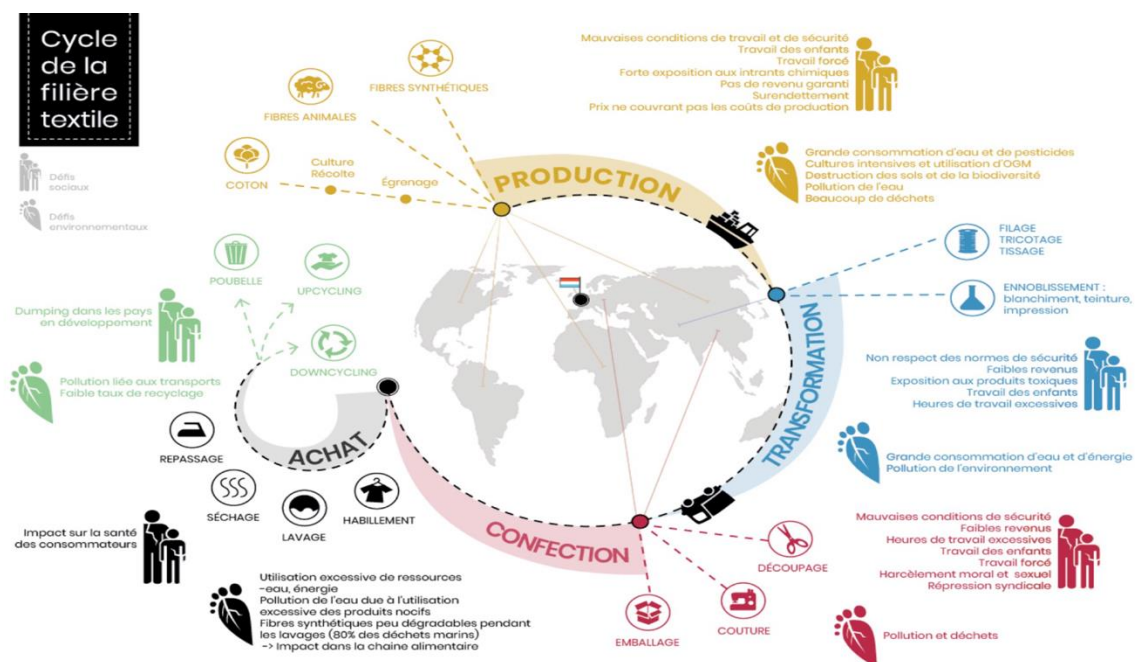 Cycle
de la
filière
textile
Défis
sociaux
Défis
environnementaux
FIBRES SYNTHÉTIQUES
FIBRES ANIMALES
COTON
Culture
Récolte
Égrenage
PRODUCTION
Mauvaises conditions de travail et de sécurité
Travail des enfants
Travail forcé
Forte exposition aux intrants chimiques
Pas de revenu garanti
Surendettement
Prix ne couvrant pas les coûts de production
Grande consommation d'eau et de pesticides
Cultures intensives et utilisation d'OGM
Destruction des sols et de la biodiversité
Pollution de l'eau
Beaucoup de déchets
FILAGE
TRICOTAGE
TISSAGE
ENNOBLISSEMENT :
blanchiment, teinture,
impression
TRANSFORMATION
Non respect des normes de sécurité
Faibles revenus
Exposition aux produits toxiques
Travail des enfants
Heures de travail excessives
Grande consommation d'eau et d'énergie
Pollution de l'environnement
CONFECTION
DÉCOUPAGE
COUTURE
EMBALLAGE
Mauvaises conditions de sécurité
Faibles revenus
Heures de travail excessives
Travail des enfants
Travail forcé
Harcèlement moral et sexuel
Répression syndicale
Pollution et déchets
ACHAT
HABILLEMENT
LAVAGE
SÉCHAGE
REPASSAGE
Impact sur la santé
des consommateurs
Utilisation excessive de ressources
-eau, énergie
Pollution de l'eau due à l'utilisation
excessive des produits nocifs
Fibres synthétiques peu dégradables pendant
les lavages (80% des déchets marins)
-> Impact dans la chaine alimentaire
POUBELLE
UPCYCLING
DOWNCYCLING
Dumping dans les pays
en développement
Pollution liée aux transports
Faible taux de recyclage